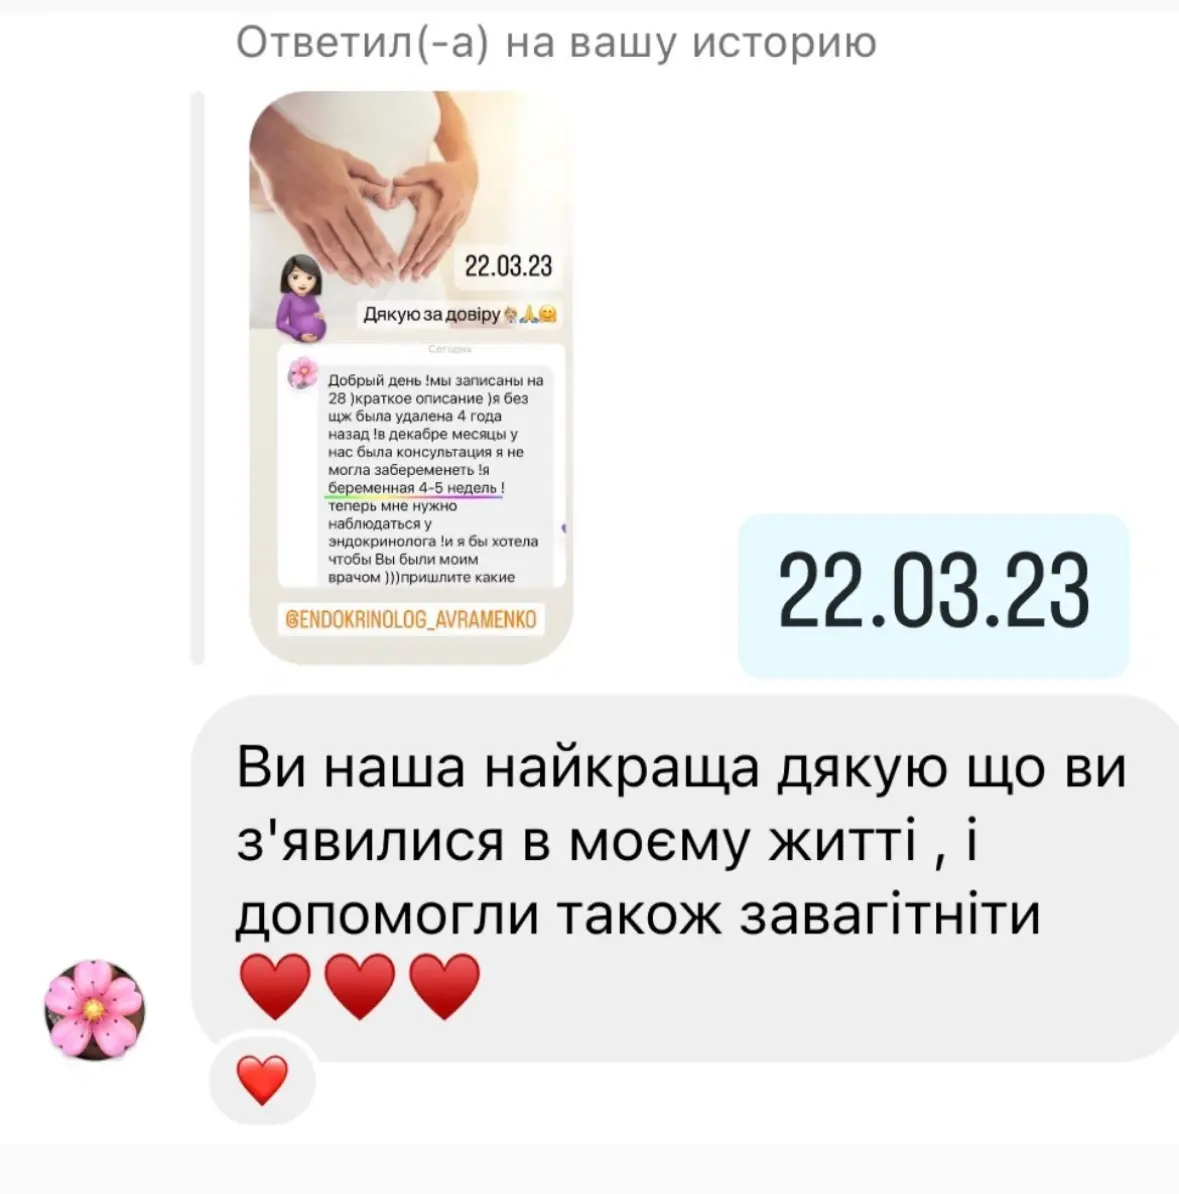 Ответил(-а) на вашу историю
22.03.23
Дякую за довіру
Сегодня
Добрый день !мы записаны на
28 )краткое описание )я без
щж была удалена 4 года
назад !в декабре месяцы у
нас была консультация я не
могла забеременеть !я
беременная 4-5 недель !
теперь мне нужно
наблюдаться у
эндокринолога !и я бы хотела
чтобы Вы были моим
врачом )))пришлите какие
@ENDOKRINOLOG_AVRAMENKO
22.03.23
Ви наша найкраща дякую що ви
з'явилися в моєму житті , і
допомогли також завагітніти